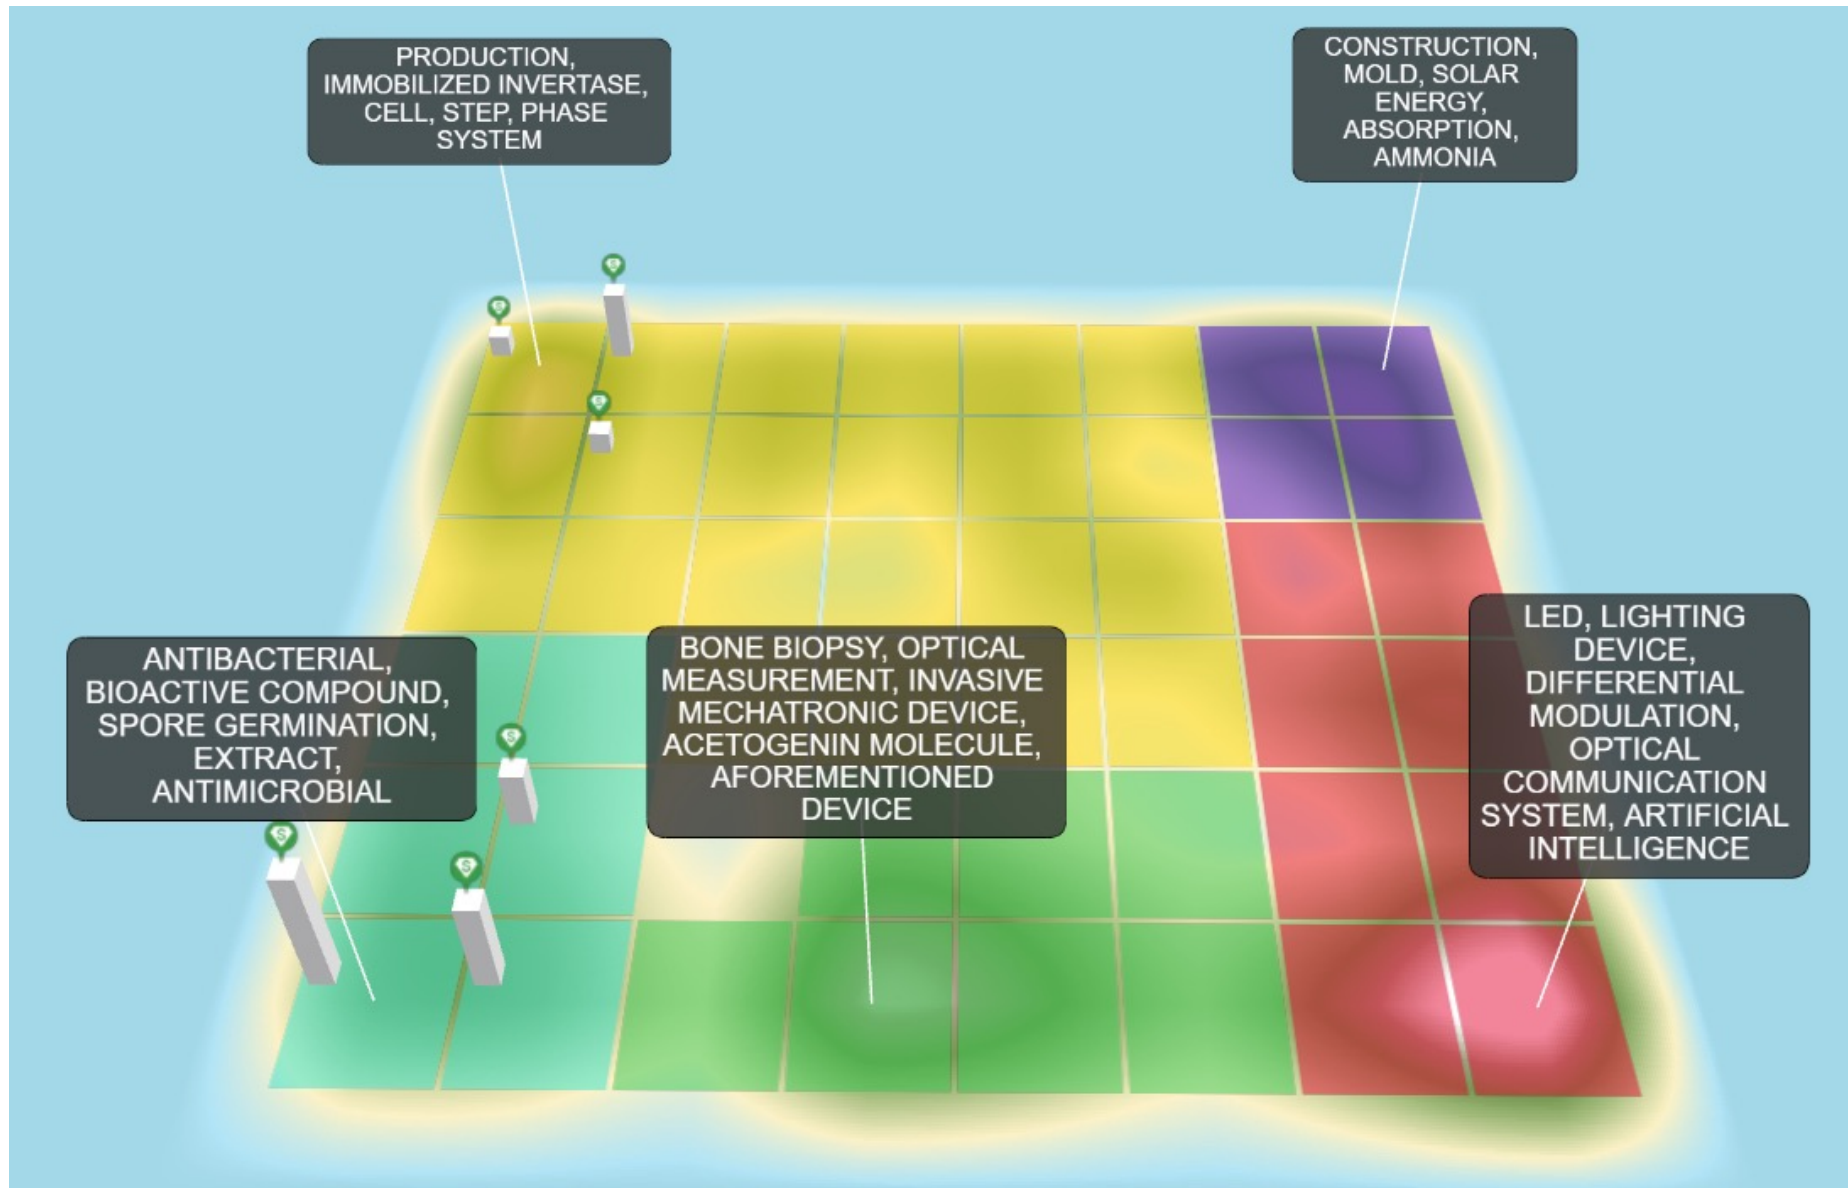 PRODUCTION,
IMMOBILIZED INVERTASE,
CELL, STEP, PHASE
SYSTEM
CONSTRUCTION,
MOLD, SOLAR
ENERGY,
ABSORPTION,
AMMONIA
S
S
S
ANTIBACTERIAL,
BIOACTIVE COMPOUND,
SPORE GERMINATION,
EXTRACT,
ANTIMICROBIAL
BONE BIOPSY, OPTICAL
MEASUREMENT, INVASIVE
MECHATRONIC DEVICE,
ACETOGENIN MOLECULE,
AFOREMENTIONED
DEVICE
LED, LIGHTING
DEVICE,
DIFFERENTIAL
MODULATION,
OPTICAL
COMMUNICATION
SYSTEM, ARTIFICIAL
INTELLIGENCE
S
S
S